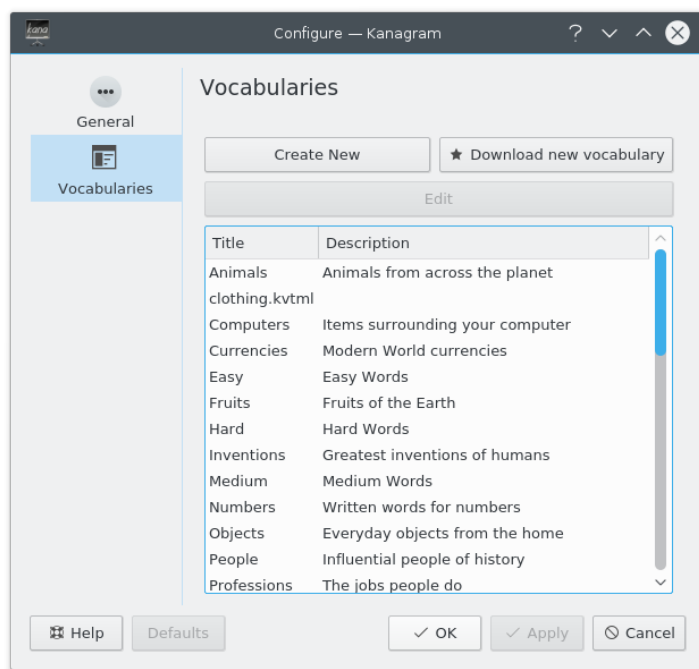 kana
Configure — Kanagram
General
Vocabularies
Vocabularies
Create New
★ Download new vocabulary
Edit
Title Description
Animals Animals from across the planet
clothing.kvtml
Computers Items surrounding your computer
Currencies Modern World currencies
Easy Easy Words
Fruits Fruits of the Earth
Hard Hard Words
Inventions Greatest inventions of humans
Medium Medium Words
Numbers Written words for numbers
Objects Everyday objects from the home
People Influential people of history
Professions The jobs people do
Help Defaults OK Apply Cancel